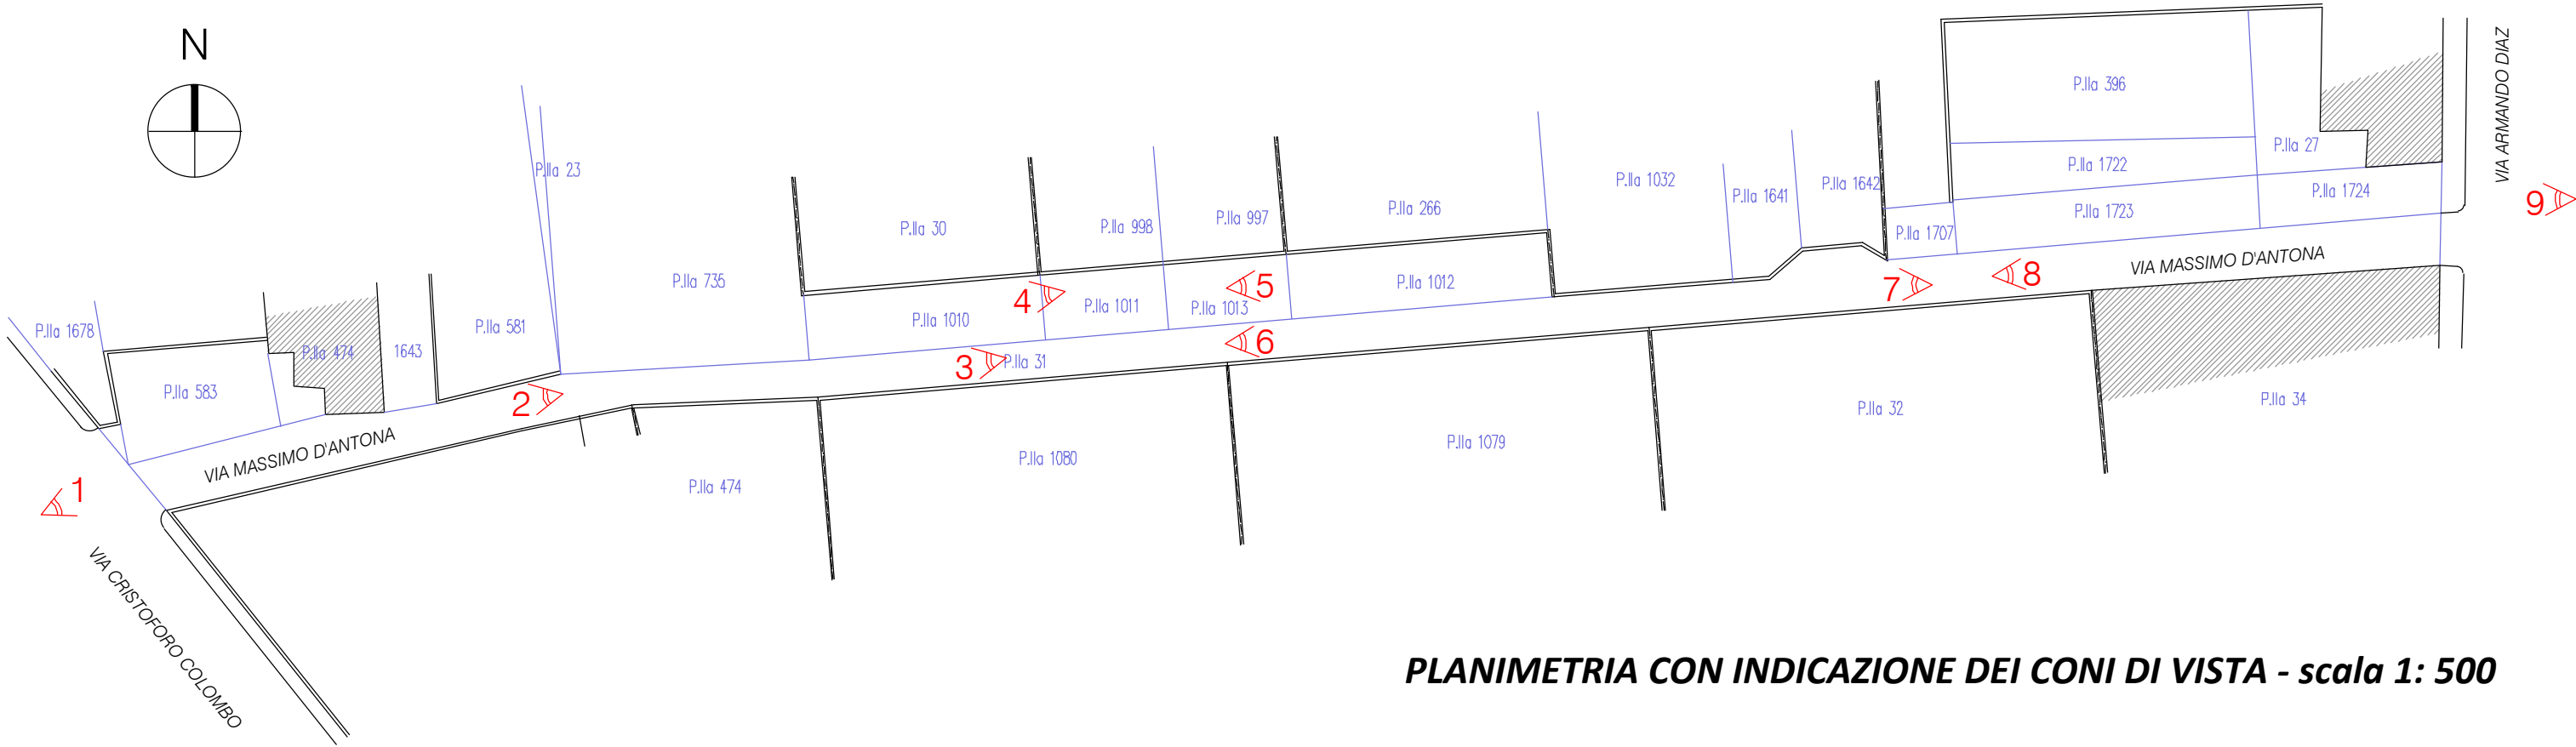 N
VIA ARMANDO DIAZ
P.lla 396
P.lla 27
P.lla 23
P.lla 1722
P.lla 1032
P.lla 1642
P.lla 1641
P.lla 1724
9
P.lla 266
P.lla 1723
P.lla 997
P.lla 998
P.lla 30
P.lla 1707
VIA MASSIMO D'ANTONA
8
7
P.lla 735
P.lla 1012
5
4
P.lla 1011
P.lla 1013
P.lla 1010
P.lla 581
P.lla 1678
6
P.lla 474
1643
3
P.lla 31
P.lla 583
2
P.lla 34
P.lla 32
P.lla 1079
VIA MASSIMO D'ANTONA
P.lla 1080
P.lla 474
1
VIA CRISTOFORO COLOMBO
PLANIMETRIA CON INDICAZIONE DEI CONI DI VISTA - scala 1: 500